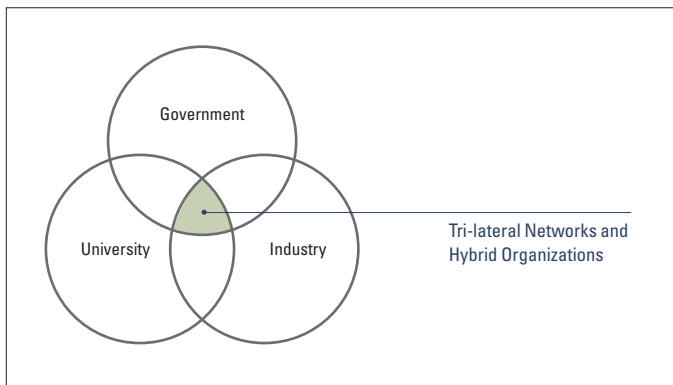 Government
University
Industry
Tri-lateral Networks and
Hybrid Organizations